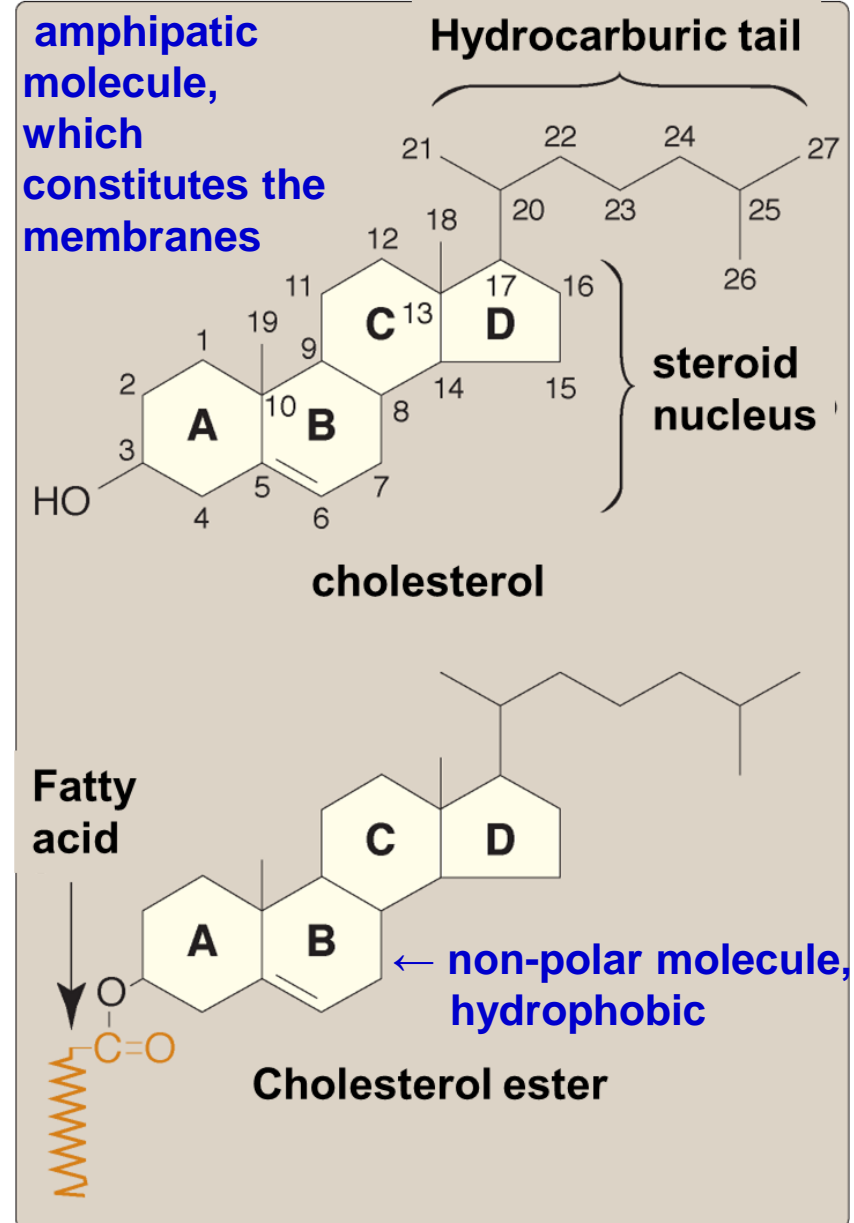 amphipatic
molecule,
which
constitutes the
membranes
Hydrocarburic tail
21
22
24
27
20
23
25
26
18
12
11
17
16
C
13
D
19
1
9
2
10
14
15
A
B
8
3
5
7
HO
4
6
steroid
nucleus
cholesterol
Fatty
acid
C
D
A
B
← non-polar molecule,
hydrophobic
O
C=O
Cholesterol ester